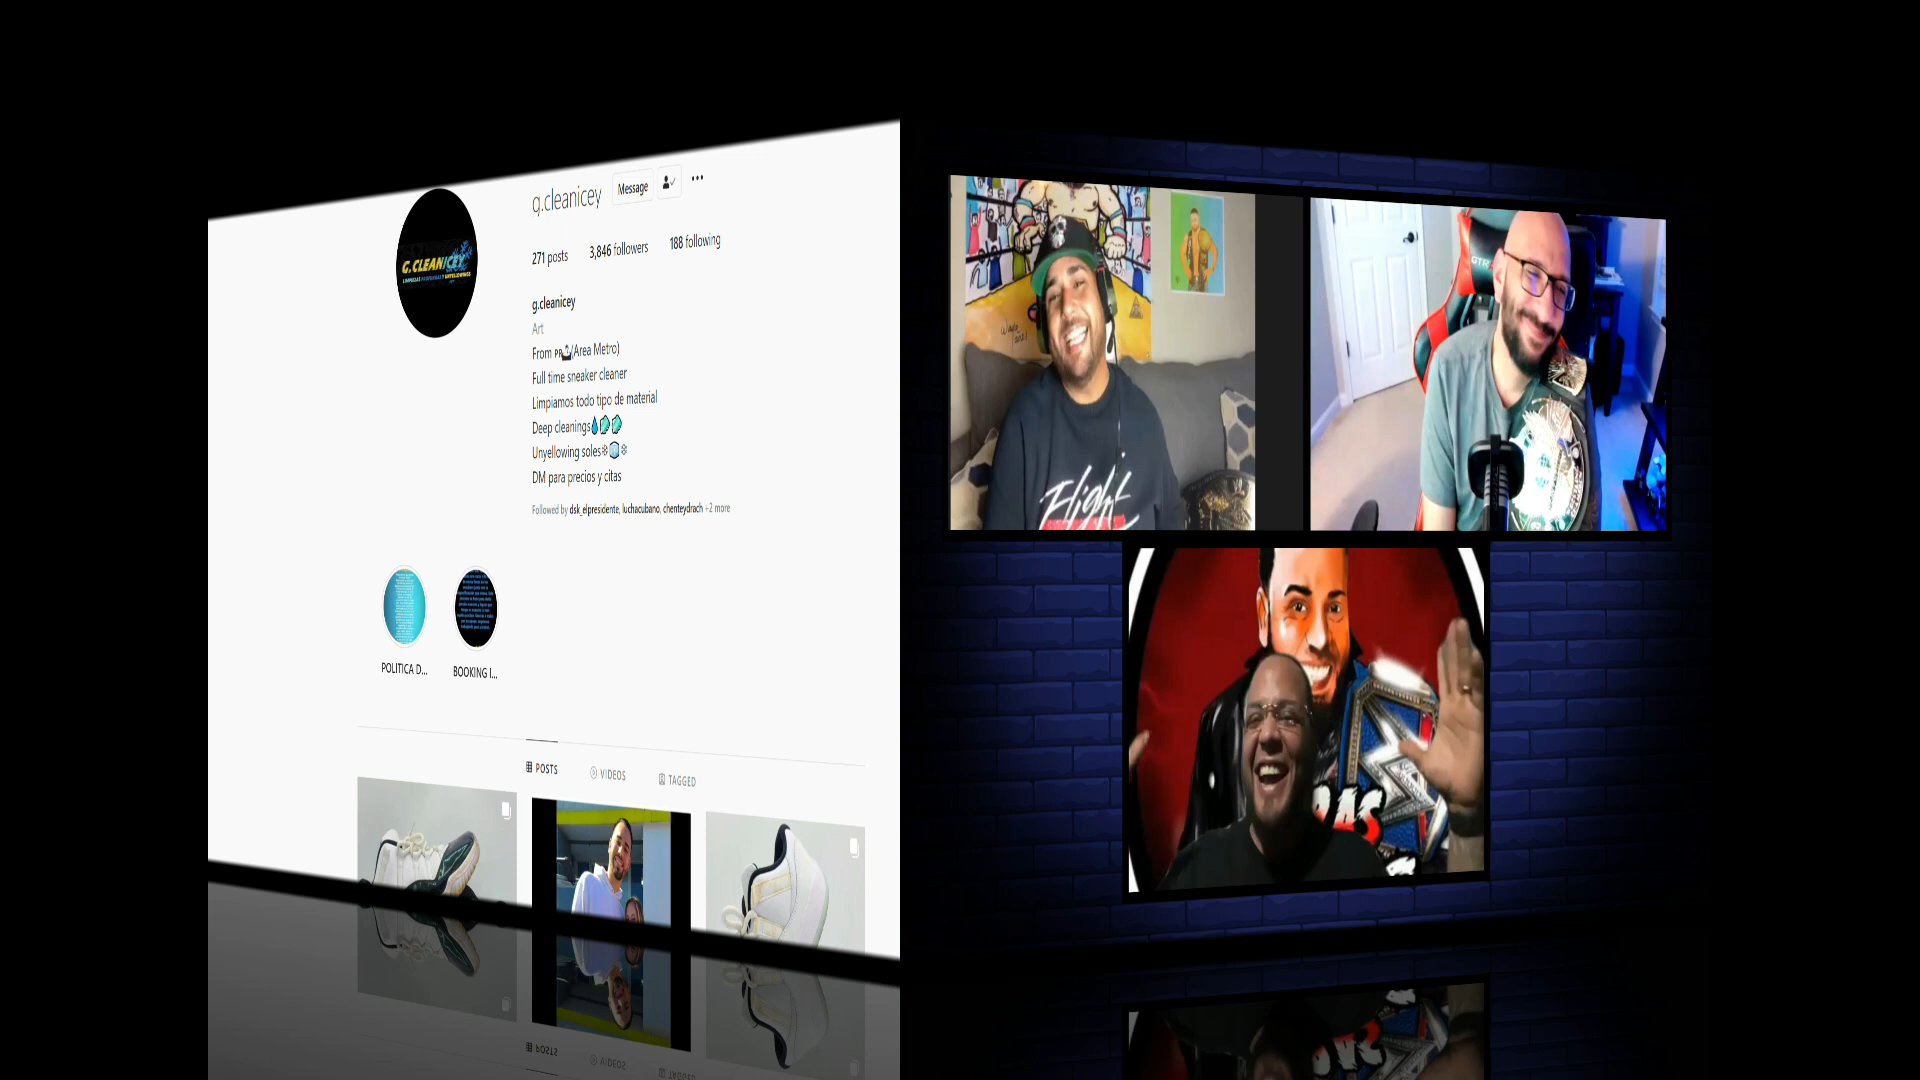 g.cleanicey Message
271 posts 3,846 followers 188 following
g.cleanicey
Art
From PR /Area Metro)
Full time sneaker cleaner
Limpiamos todo tipo de material
Deep cleanings💧
Unyellowing soles❄🧊❄
DM para precios y citas
Followed by dsk_elpresidente, luchacubano, chenteydrach +2 more
G.CLEANICEY
POLITICA D...
BOOKING I...
POSTS
VIDEOS
TAGGED
Flight
GTR